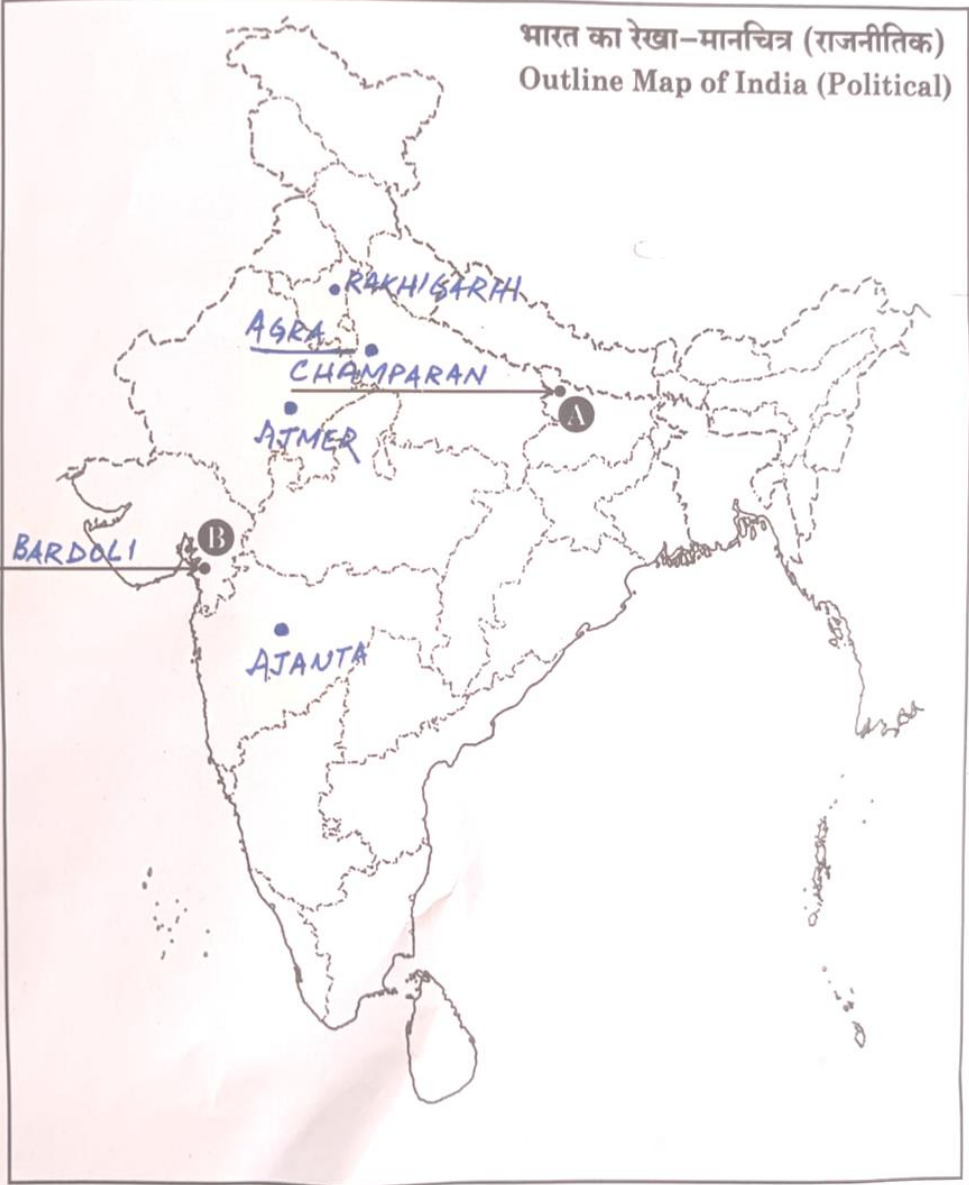 भारत का रेखा-मानचित्र (राजनीतिक)
Outline Map of India (Political)
RAKHIGARHI
AGRA
CHAMPARAN
A
AJMER
B
BARDOLI
AJANTA